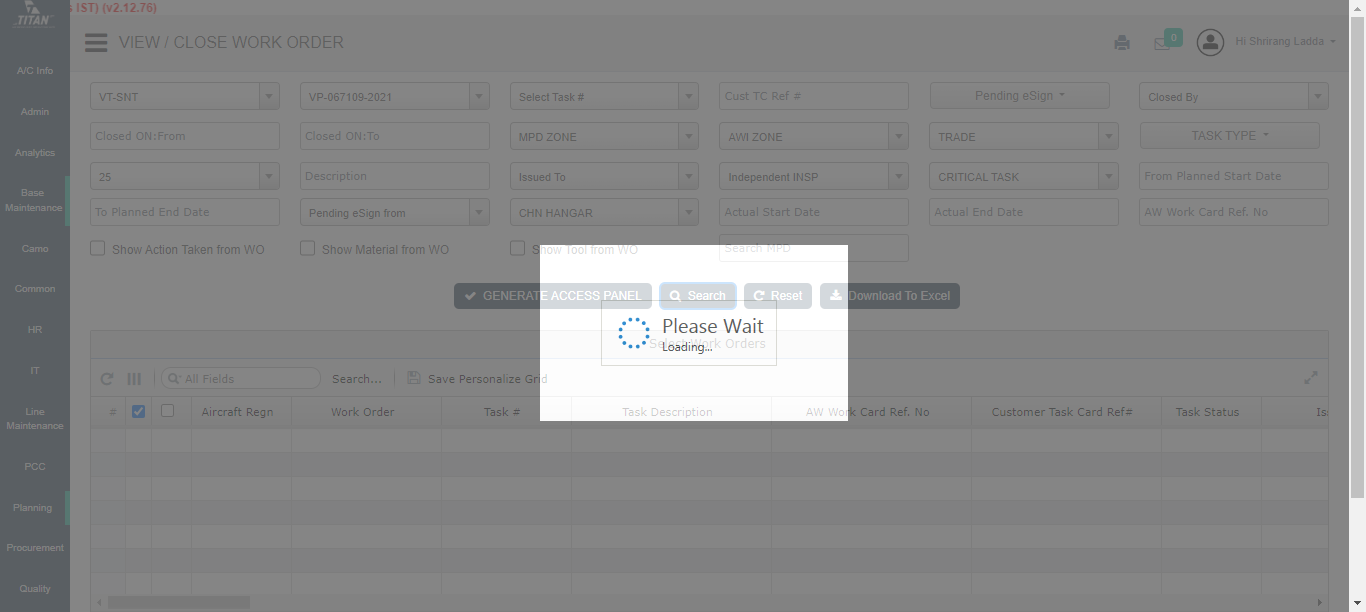 TITAN
s IST) (v2.12.76)
VIEW / CLOSE WORK ORDER
0
Hi Shrirang Ladda
A/C Info
Admin
Analytics
Base
Maintenance
Camo
Common
HR
IT
Line
Maintenance
PCC
Planning
Procurement
Quality
VT-SNT
VP-067109-2021
Select Task #
Cust TC Ref #
Pending eSign
Closed By
Closed ON:From
Closed ON:To
MPD ZONE
AWI ZONE
TRADE
TASK TYPE
25
Description
Issued To
Independent INSP
CRITICAL TASK
From Planned Start Date
To Planned End Date
Pending eSign from
CHN HANGAR
Actual Start Date
Actual End Date
AW Work Card Ref. No
Show Action Taken from WO
Show Material from WO
Show Tool from WO
Search MPD
GENERATE ACCESS PANEL
Search
Reset
Download To Excel
Please Wait
Loading...
Select Work Orders
All Fields
Search...
Save Personalize Grid
#
Aircraft Regn
Work Order
Task #
Task Description
AW Work Card Ref. No
Customer Task Card Ref#
Task Status
Is